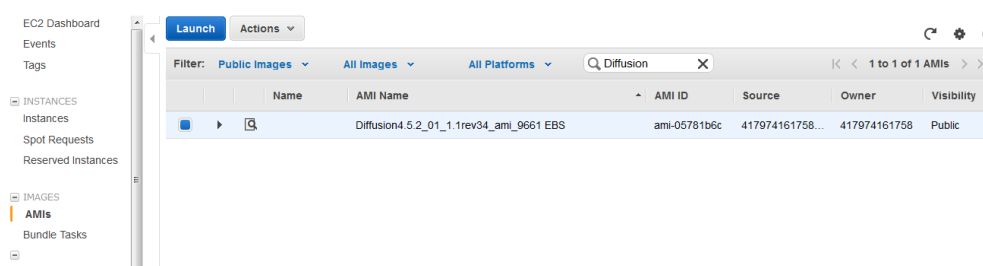 EC2 Dashboard
Events
Tags
INSTANCES
Instances
Spot Requests
Reserved Instances
IMAGES
AMIs
Bundle Tasks
Launch Actions
Filter: Public Images All Images All Platforms Diffusion X 1 to 1 of 1 AMIs
Name AMI Name AMI ID Source Owner Visibility
Diffusion4.5.2_01_1.1rev34_ami_9661 EBS ami-05781b6c 417974161758... 417974161758 Public